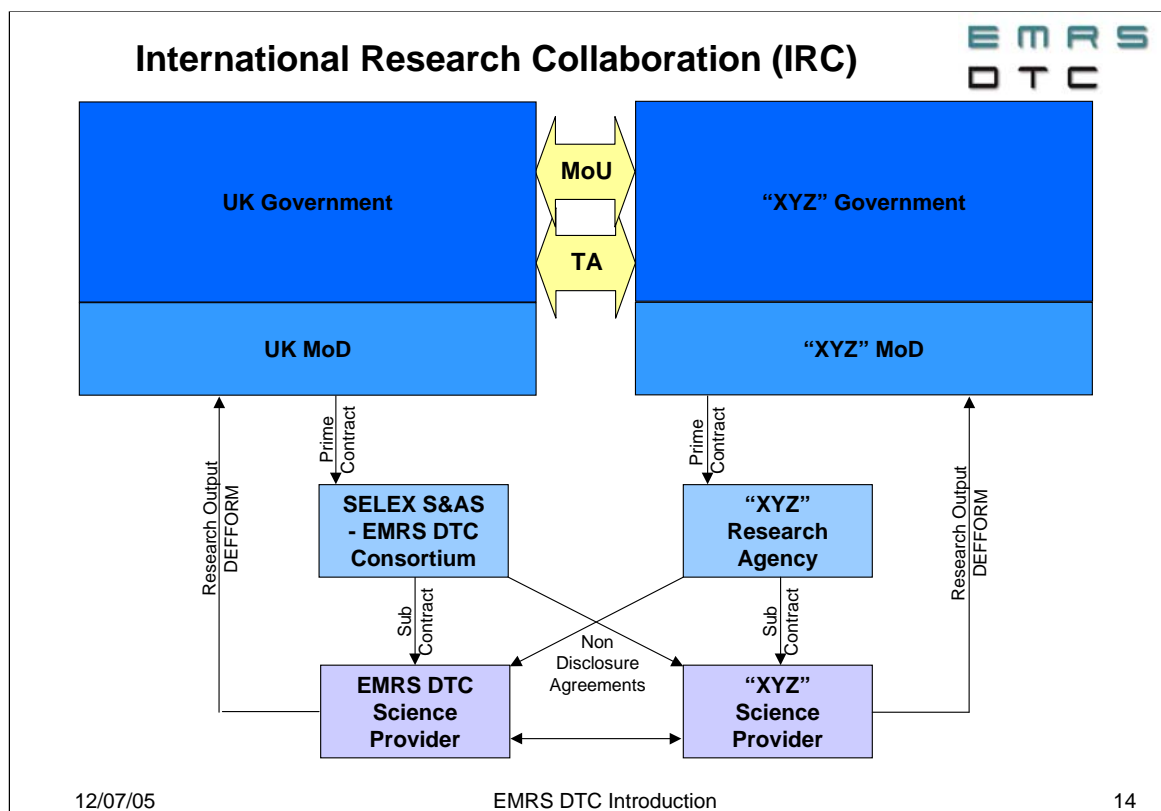 International Research Collaboration (IRC)
EMRS
DTC
UK Government
MoU
TA
“XYZ” Government
UK MoD
“XYZ” MoD
Research Output
DEFFORM
Prime
Contract
Prime
Contract
Research Output
DEFFORM
SELEX S&AS
- EMRS DTC
Consortium
“XYZ”
Research
Agency
Sub
Contract
Non
Disclosure
Agreements
Sub
Contract
EMRS DTC
Science
Provider
“XYZ”
Science
Provider
12/07/05
EMRS DTC Introduction
14